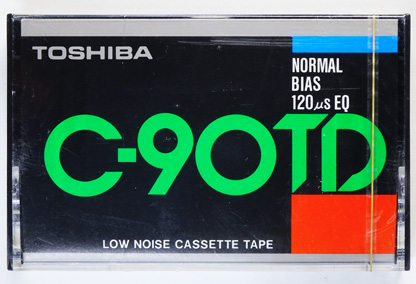 TOSHIBA
NORMAL
BIAS
120μs EQ
C-90TD
LOW NOISE CASSETTE TAPE